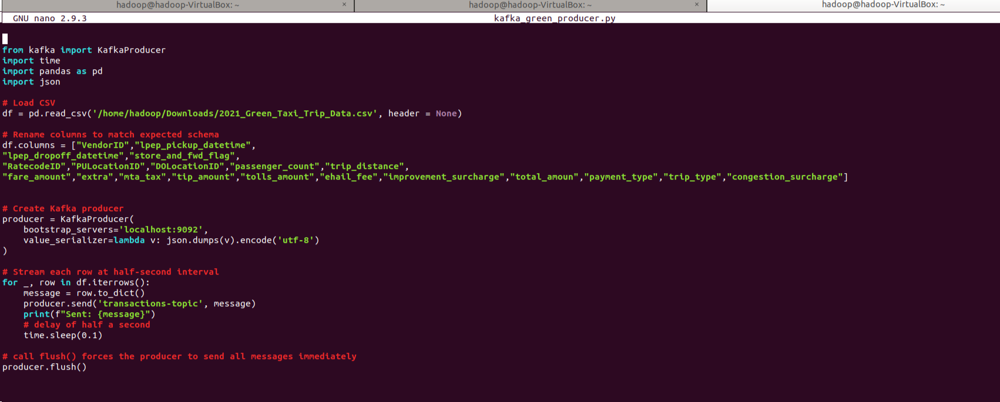 hadoop@hadoop-VirtualBox: ~ × hadoop@hadoop-VirtualBox: ~ × hadoop@hadoop-VirtualBox: ~
GNU nano 2.9.3 kafka_green_producer.py
from kafka import KafkaProducer
import time
import pandas as pd
import json
# Load CSV
df = pd.read_csv('/home/hadoop/Downloads/2021_Green_Taxi_Trip_Data.csv', header = None)
# Rename columns to match expected schema
df.columns = ["VendorID","lpep_pickup_datetime",
"lpep_dropoff_datetime","store_and_fwd_flag",
"RatecodeID","PULocationID","DOLocationID","passenger_count","trip_distance",
"fare_amount","extra","mta_tax","tip_amount","tolls_amount","ehail_fee","improvement_surcharge","total_amoun","payment_type","trip_type","congestion_surcharge"]
# Create Kafka producer
producer = KafkaProducer(
    bootstrap_servers='localhost:9092',
    value_serializer=lambda v: json.dumps(v).encode('utf-8')
)
# Stream each row at half-second interval
for _, row in df.iterrows():
    message = row.to_dict()
    producer.send('transactions-topic', message)
    print(f"Sent: {message}")
    # delay of half a second
    time.sleep(0.1)
# call flush() forces the producer to send all messages immediately
producer.flush()